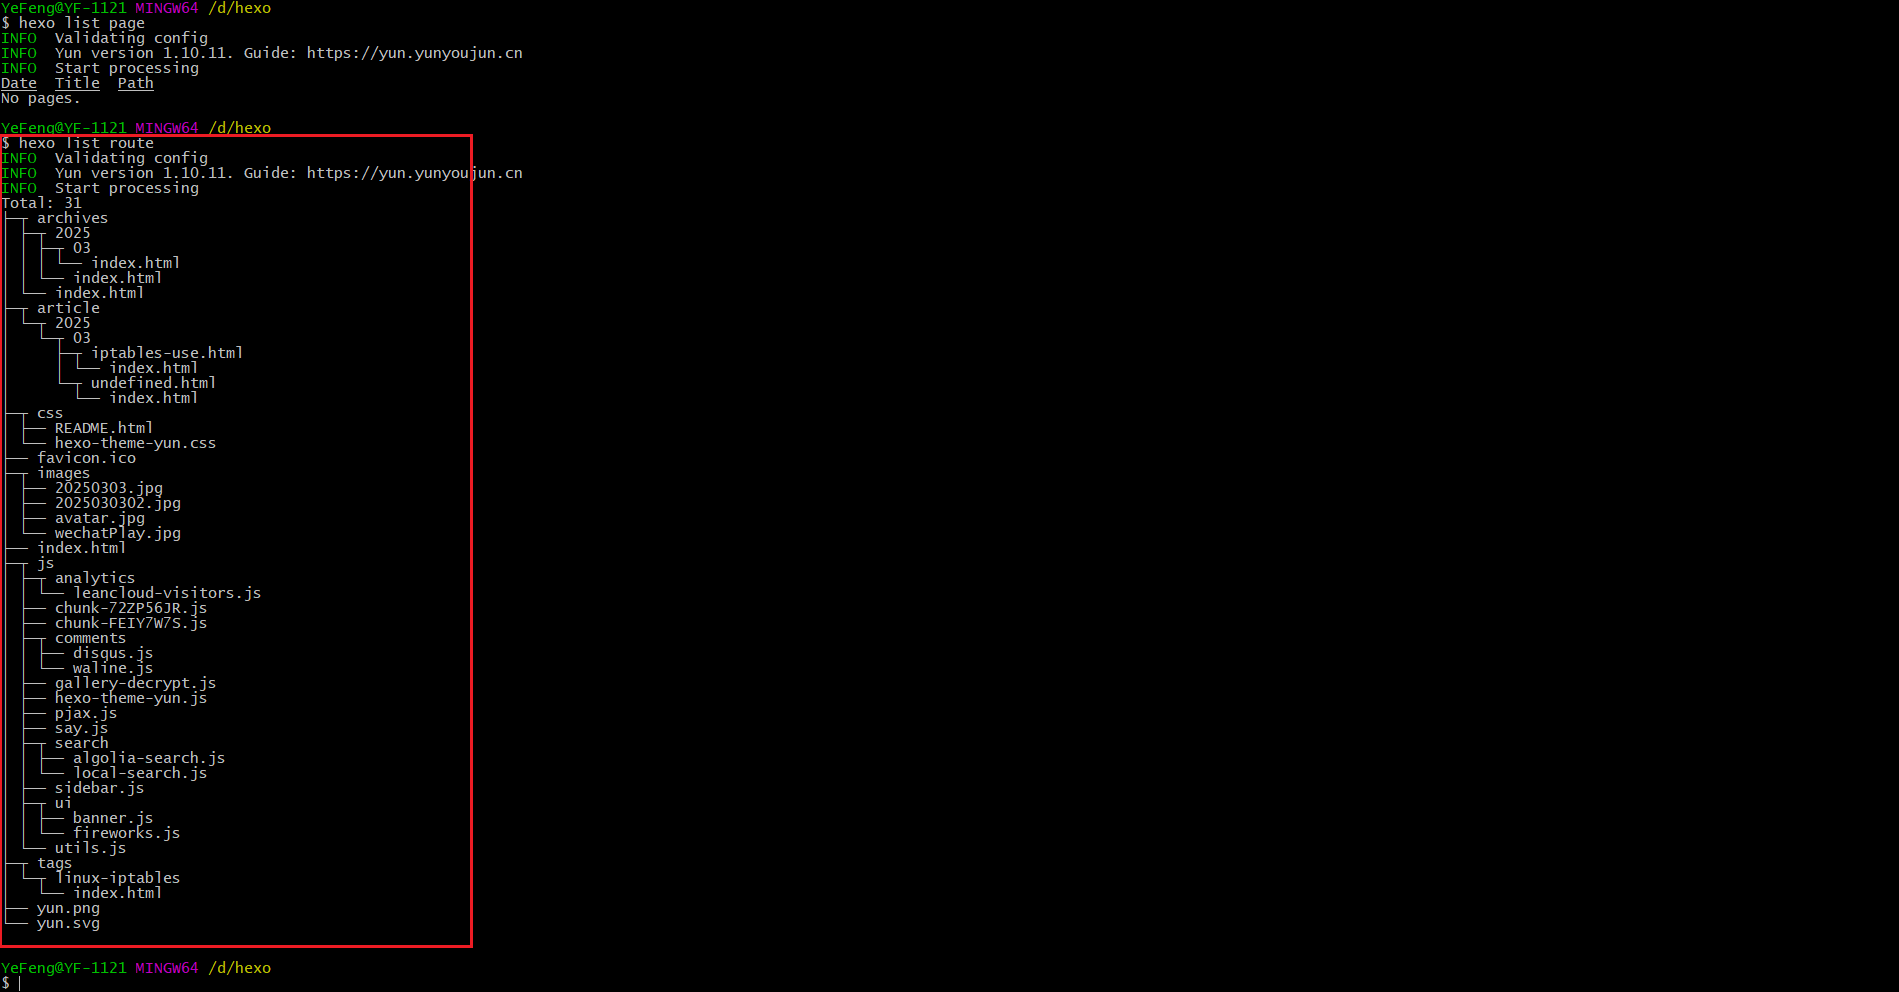 YeFeng@YF-1121 MINGW64 /d/hexo
$ hexo list page
INFO  Validating config
INFO  Yun version 1.10.11. Guide: https://yun.yunyoujun.cn
INFO  Start processing
Date  Title  Path
No pages.
YeFeng@YF-1121 MINGW64 /d/hexo
$ hexo list route
INFO  Validating config
INFO  Yun version 1.10.11. Guide: https://yun.yunyoujun.cn
INFO  Start processing
Total: 31
├─┬ archives
│ ├─┬ 2025
│ │ ├─┬ 03
│ │ │ └── index.html
│ │ └── index.html
│ └── index.html
├─┬ article
│ └─┬ 2025
│   └─┬ 03
│     ├─┬ iptables-use.html
│     │ └── index.html
│     └─┬ undefined.html
│       └── index.html
├─┬ css
│ ├── README.html
│ └── hexo-theme-yun.css
├── favicon.ico
├─┬ images
│ ├── 20250303.jpg
│ ├── 2025030302.jpg
│ ├── avatar.jpg
│ └── wechatPlay.jpg
├── index.html
├─┬ js
│ ├─┬ analytics
│ │ └── leancloud-visitors.js
│ ├── chunk-72ZP56JR.js
│ ├── chunk-FEIY7W7S.js
│ ├─┬ comments
│ │ ├── disqus.js
│ │ └── waline.js
│ ├── gallery-decrypt.js
│ ├── hexo-theme-yun.js
│ ├── pjax.js
│ ├── say.js
│ ├─┬ search
│ │ ├── algolia-search.js
│ │ └── local-search.js
│ ├── sidebar.js
│ ├─┬ ui
│ │ ├── banner.js
│ │ └── fireworks.js
│ └── utils.js
├─┬ tags
│ └─┬ linux-iptables
│   └── index.html
├── yun.png
└── yun.svg
YeFeng@YF-1121 MINGW64 /d/hexo
$